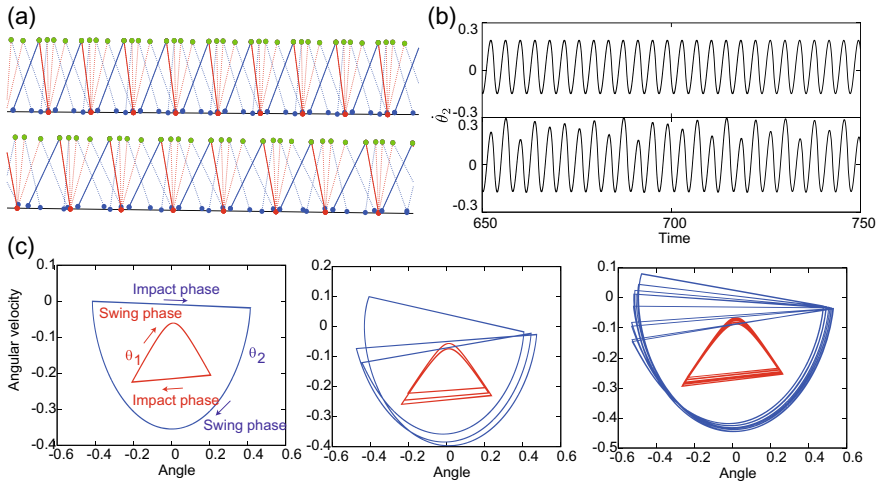 (a)
(b)
0.3
0
-0.3
0.3
0
-0.3
θ̇2
650
700
750
Time
(c)
0.1
0
-0.1
-0.2
-0.3
-0.4
Angular velocity
Impact phase
Swing phase
θ1
θ2
Impact phase
Swing phase
-0.6 -0.4 -0.2 0 0.2 0.4 0.6
Angle
0.2
0.1
0
-0.1
-0.2
-0.3
-0.4
-0.6 -0.4 -0.2 0 0.2 0.4 0.6
Angle
0.1
0
-0.1
-0.2
-0.3
-0.4
-0.5
-0.6 -0.4 -0.2 0 0.2 0.4 0.6
Angle